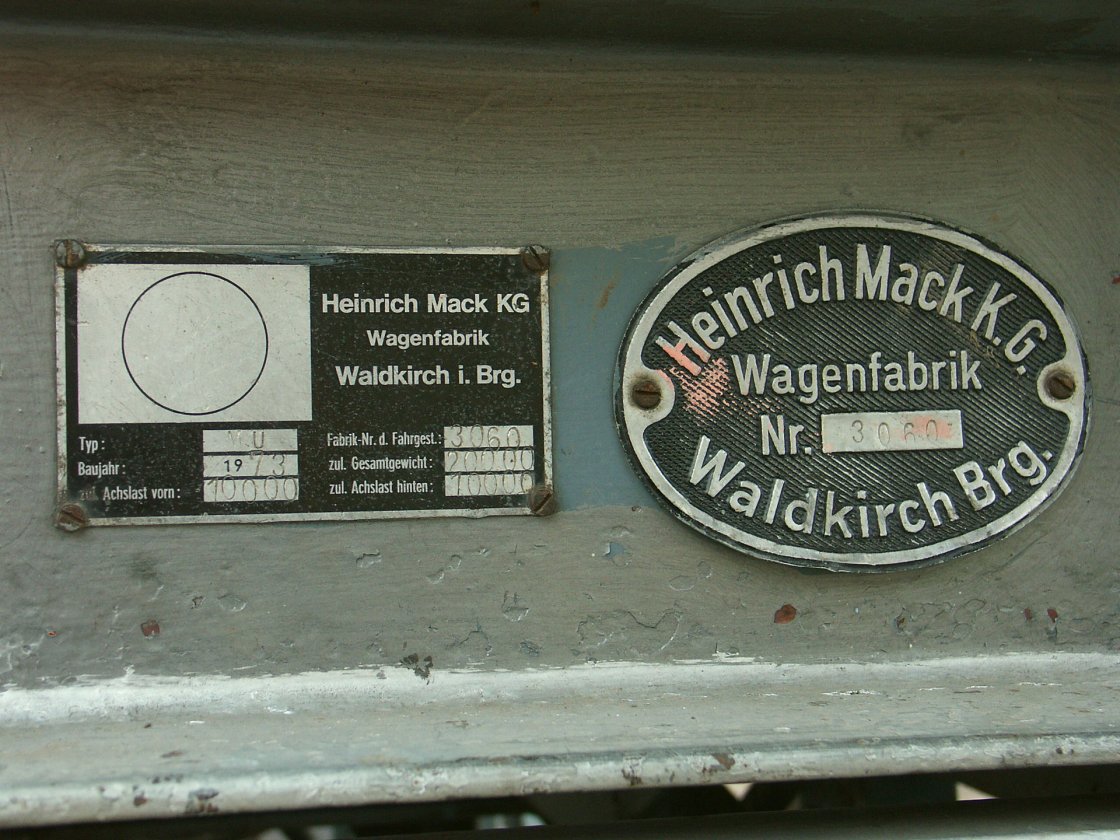 Heinrich Mack KG
Wagenfabrik
Waldkirch i. Brg.
Typ:
Fabrik-Nr. d. Fahrgest.: 3060
Baujahr: 1973
zul. Gesamtgewicht: 20000
zul. Achslast vorn: 10000
zul. Achslast hinten: 10000
Heinrich Mack K.G.
Wagenfabrik
Nr. 3060
Waldkirch Brg.